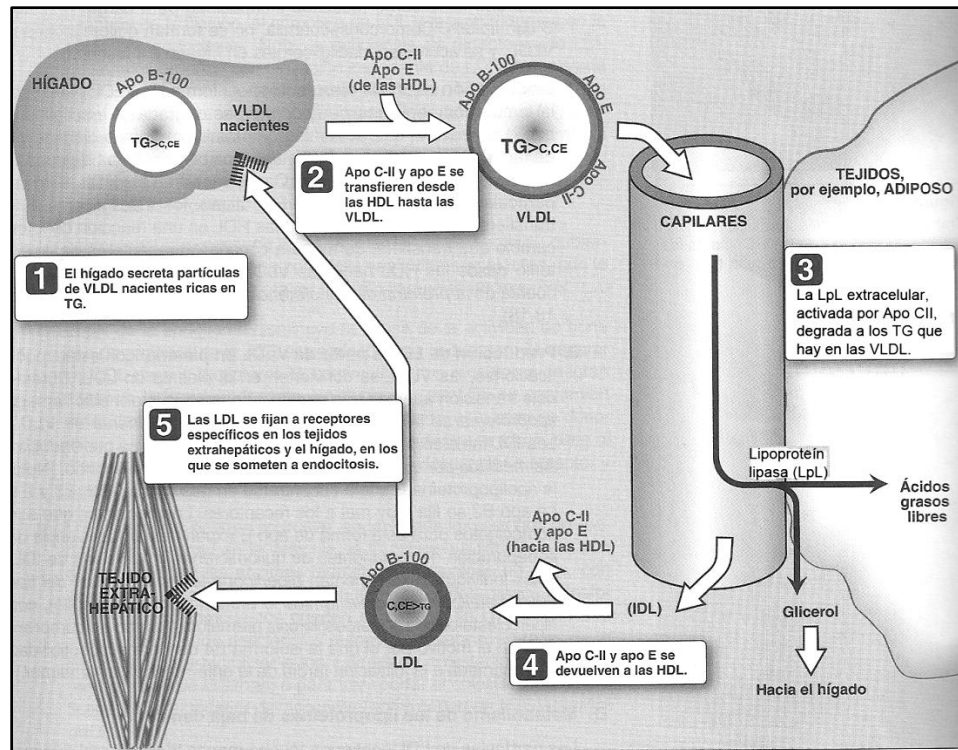 HÍGADO
Apo B-100
TG>C,CE
VLDL
nacientes
Apo C-II
Apo E
(de las HDL)
2 Apo C-II y apo E se
transfieren desde
las HDL hasta las
VLDL.
Apo B-100
Apo E
Apo C-II
TG>C,CE
VLDL
CAPILARES
TEJIDOS,
por ejemplo, ADIPOSO
1 El hígado secreta partículas
de VLDL nacientes ricas en
TG.
3
La LpL extracelular,
activada por Apo CII,
degrada a los TG que
hay en las VLDL.
5 Las LDL se fijan a receptores
específicos en los tejidos
extrahepáticos y el hígado, en los
que se someten a endocitosis.
Lipoproteín
lipasa (LpL)
Ácidos
grasos
libres
Apo C-II
y apo E
(hacia las HDL)
TEJIDO
EXTRA-
HEPÁTICO
Apo B-100
C,CE>TG
LDL
(IDL)
Glicerol
4 Apo C-II y apo E se
devuelven a las HDL.
Hacia el hígado